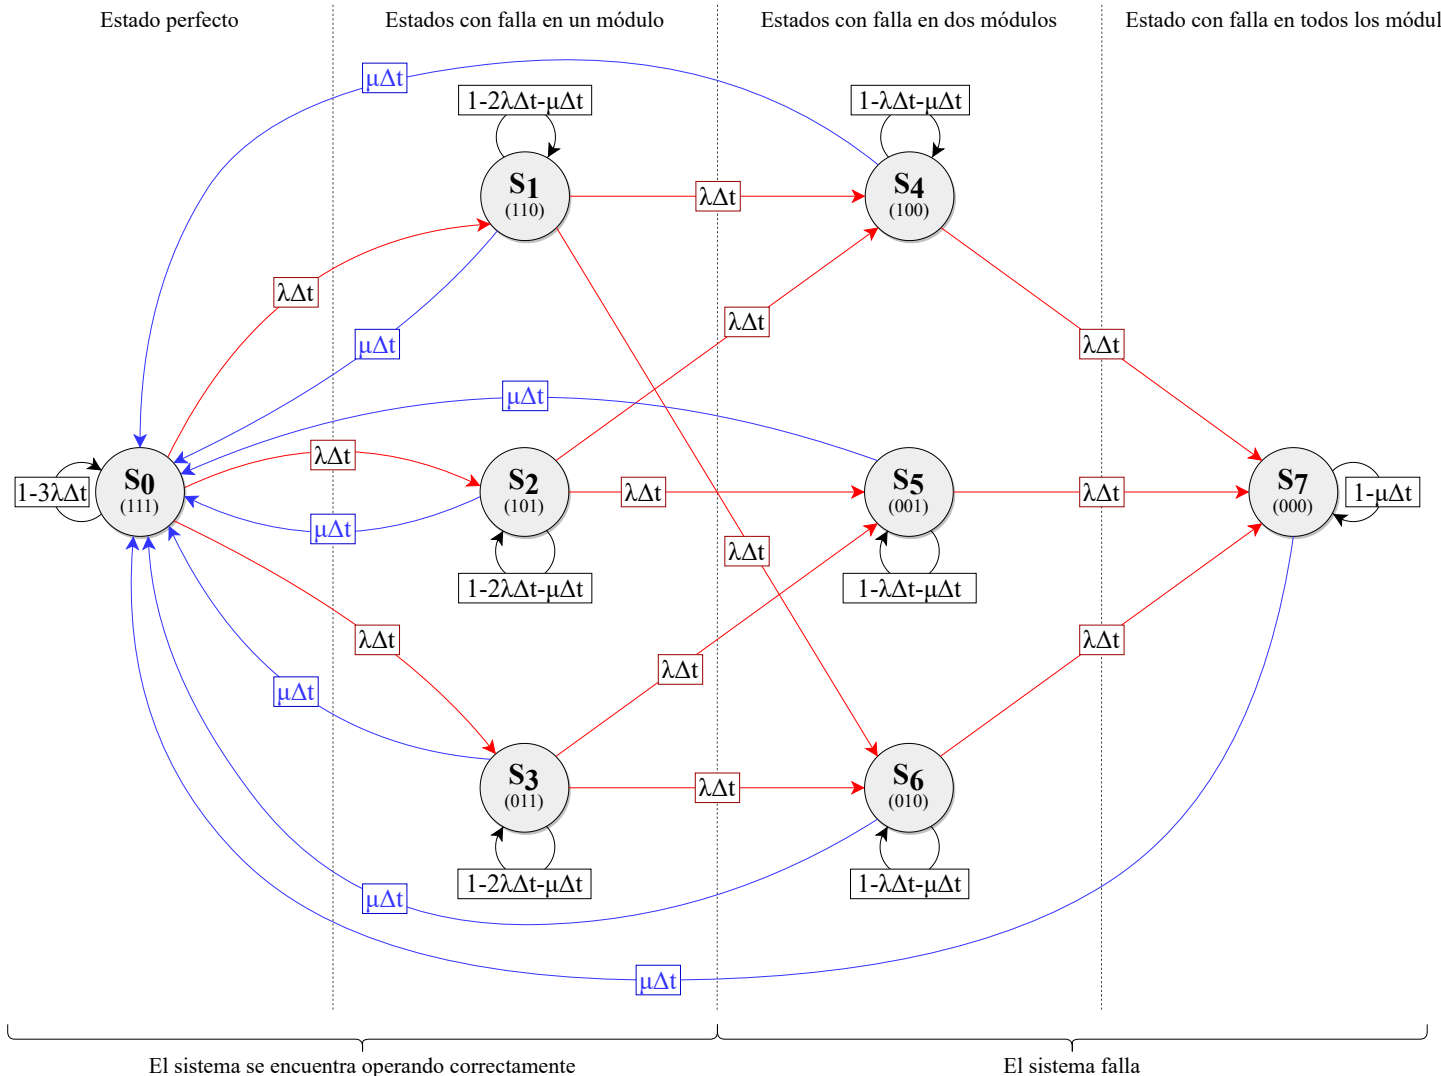 Estado perfecto
Estados con falla en un módulo
Estados con falla en dos módulos
Estado con falla en todos los módul
μΔt
1-2λΔt-μΔt
1-λΔt-μΔt
S1
(110)
λΔt
S4
(100)
λΔt
λΔt
μΔt
λΔt
μΔt
λΔt
S0
(111)
1-3λΔt
μΔt
S2
(101)
λΔt
S5
(001)
λΔt
S7
(000)
1-μΔt
λΔt
1-2λΔt-μΔt
1-λΔt-μΔt
λΔt
λΔt
λΔt
μΔt
S3
(011)
λΔt
S6
(010)
1-2λΔt-μΔt
1-λΔt-μΔt
μΔt
μΔt
El sistema se encuentra operando correctamente
El sistema falla